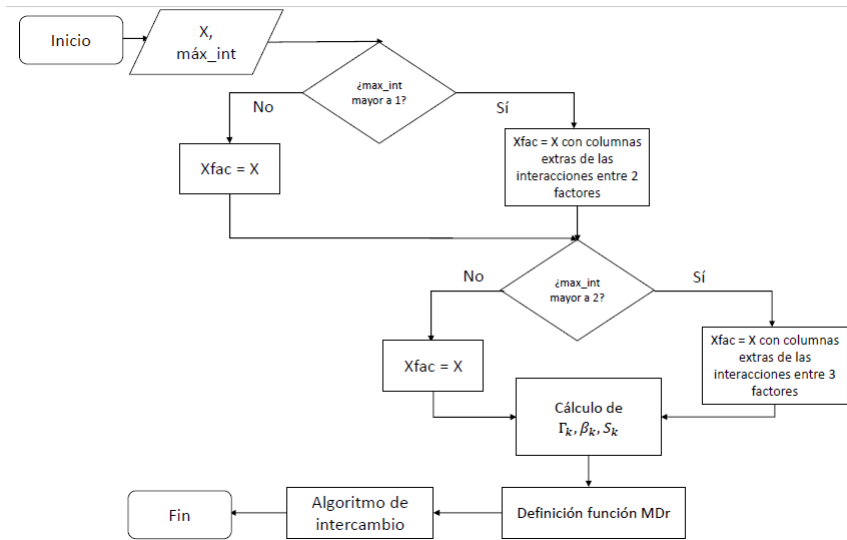 Inicio
X,
máx_int
¿max_int
mayor a 1?
No
Sí
Xfac = X
Xfac = X con columnas
extras de las
interacciones entre 2
factores
¿max_int
mayor a 2?
No
Sí
Xfac = X
Xfac = X con columnas
extras de las
interacciones entre 3
factores
Cálculo de
Γₖ, βₖ, Sₖ
Definición función MDr
Algoritmo de
intercambio
Fin